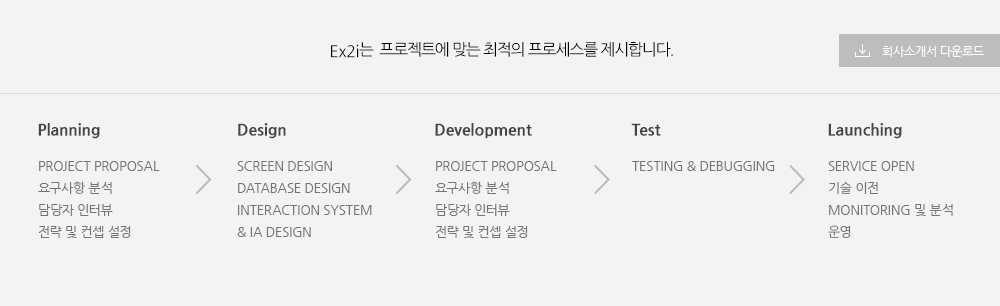 Ex2i는 프로젝트에 맞는 최적의 프로세스를 제시합니다.
회사소개서 다운로드
Planning
PROJECT PROPOSAL
요구사항 분석
담당자 인터뷰
전략 및 컨셉 설정
Design
SCREEN DESIGN
DATABASE DESIGN
INTERACTION SYSTEM
& IA DESIGN
Development
PROJECT PROPOSAL
요구사항 분석
담당자 인터뷰
전략 및 컨셉 설정
Test
TESTING & DEBUGGING
Launching
SERVICE OPEN
기술 이전
MONITORING 및 분석
운영